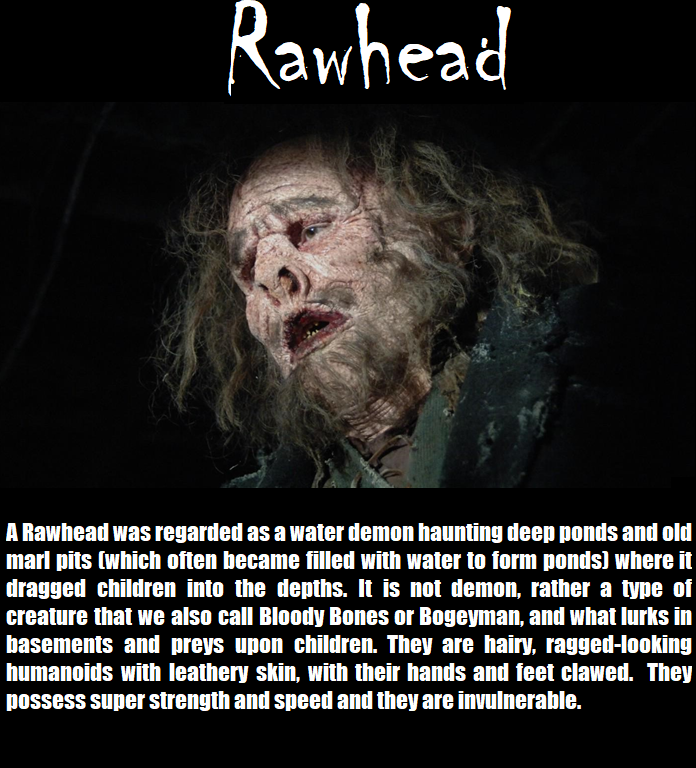 Rawhead
A Rawhead was regarded as a water demon haunting deep ponds and old
marl pits (which often became filled with water to form ponds) where it
dragged children into the depths. It is not demon, rather a type of
creature that we also call Bloody Bones or Bogeyman, and what lurks in
basements and preys upon children. They are hairy, ragged-looking
humanoids with leathery skin, with their hands and feet clawed. They
possess super strength and speed and they are invulnerable.